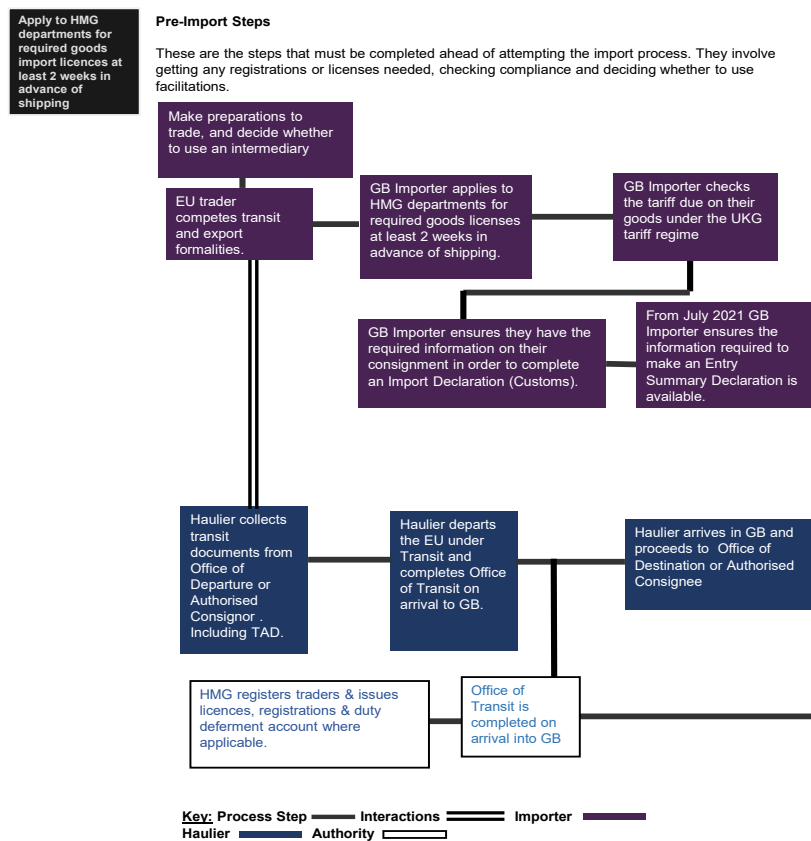 Apply to HMG
departments for
required goods
import licences at
least 2 weeks in
advance of
shipping
Pre-Import Steps
These are the steps that must be completed ahead of attempting the import process. They involve
getting any registrations or licenses needed, checking compliance and deciding whether to use
facilitations.
Make preparations to
trade, and decide whether
to use an intermediary
EU trader
competes transit
and export
formalities.
GB Importer applies to
HMG departments for
required goods licenses
at least 2 weeks in
advance of shipping.
GB Importer checks
the tariff due on their
goods under the UKG
tariff regime
GB Importer ensures they have the
required information on their
consignment in order to complete
an Import Declaration (Customs).
From July 2021 GB
Importer ensures the
information required to
make an Entry
Summary Declaration is
available.
Haulier collects
transit
documents from
Office of
Departure or
Authorised
Consignor .
Including TAD.
Haulier departs
the EU under
Transit and
completes Office
of Transit on
arrival to GB.
Haulier arrives in GB and
proceeds to Office of
Destination or Authorised
Consignee
HMG registers traders & issues
licences, registrations & duty
deferment account where
applicable.
Office of
Transit is
completed on
arrival into GB
Key: Process Step Interactions Importer
Haulier Authority